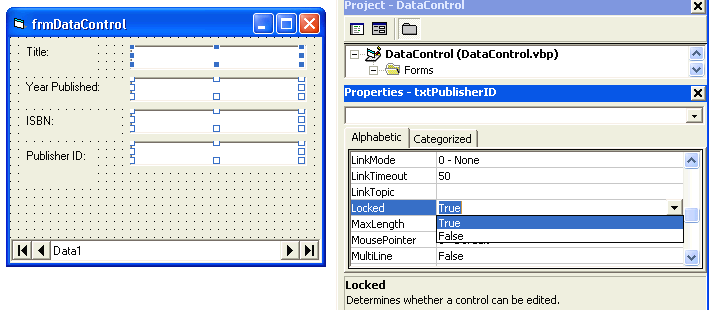 frmDataControl
Title:
Year Published:
ISBN:
Publisher ID:
Data1
Project - DataControl
DataControl (DataControl.vbp)
Forms
Properties - txtPublisherID
Alphabetic Categorized
LinkMode 0 - None
LinkTimeout 50
LinkTopic
Locked True
MaxLength True
MousePointer False
MultiLine False
Locked
Determines whether a control can be edited.